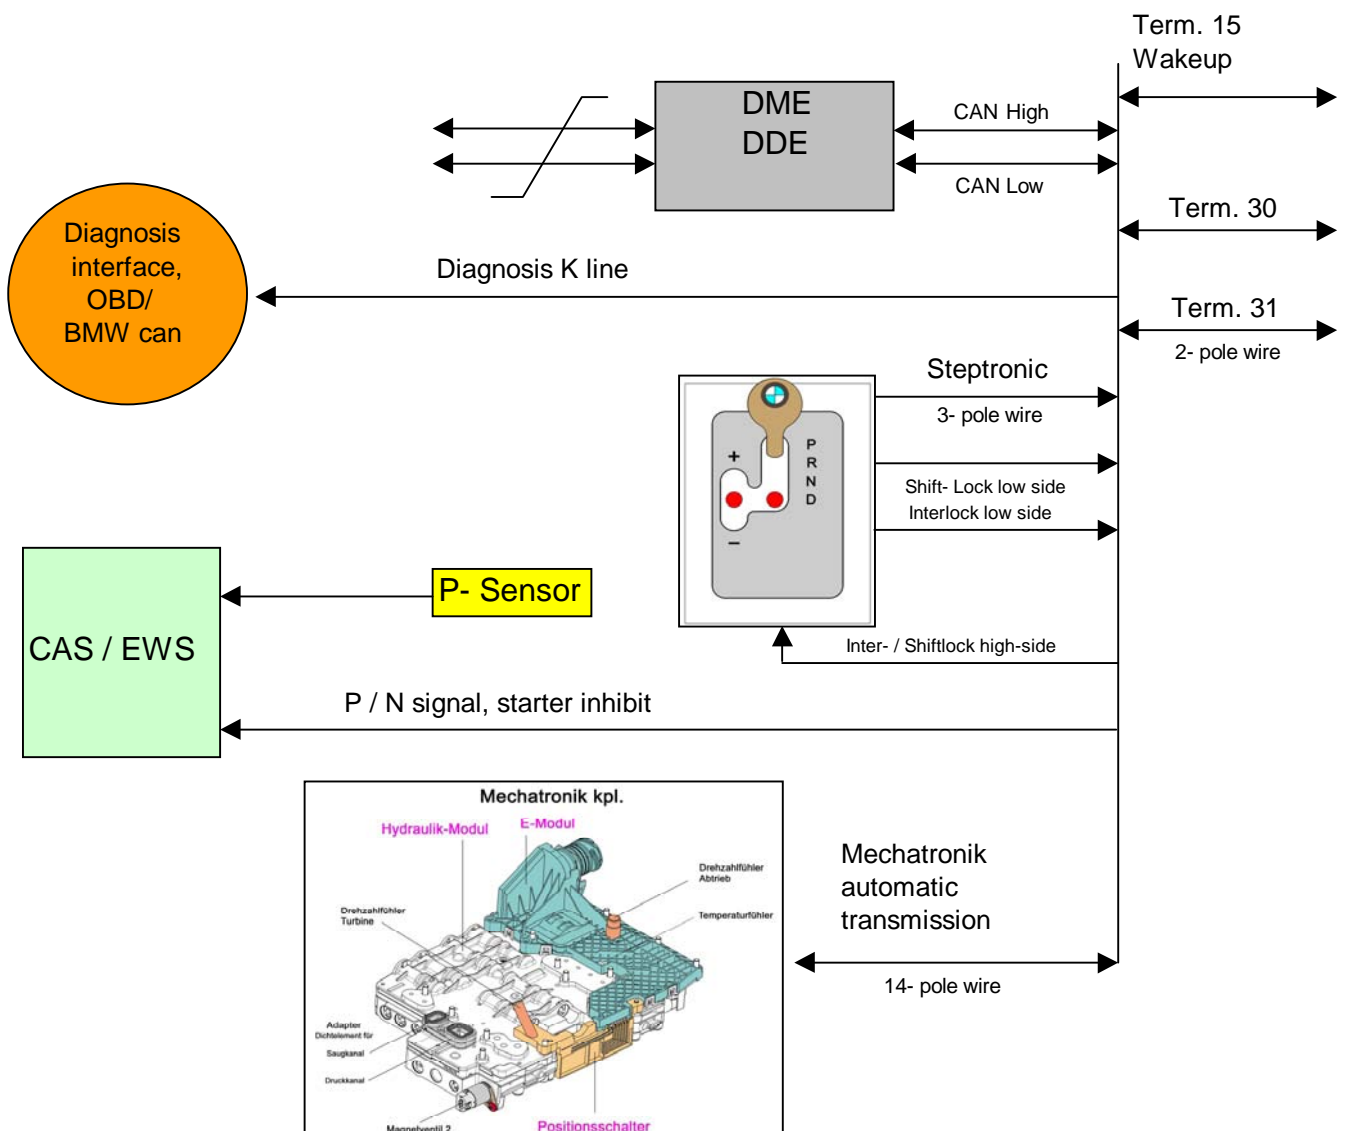 Term. 15
Wakeup
DME
DDE
CAN High
CAN Low
Term. 30
Diagnosis
interface,
OBD/
BMW can
Diagnosis K line
Term. 31
2- pole wire
Steptronic
3- pole wire
P
R
N
D
+
–
Shift- Lock low side
Interlock low side
P- Sensor
CAS / EWS
Inter- / Shiftlock high-side
P / N signal, starter inhibit
Mechatronik kpl.
Hydraulik-Modul
E-Modul
Drehzahlfühler
Abtrieb
Drehzahlfühler
Turbine
Temperaturfühler
Adapter
Dichtelement für
Saugkanal
Druckkanal
Magnetventil 2
Positionsschalter
Mechatronik
automatic
transmission
14- pole wire